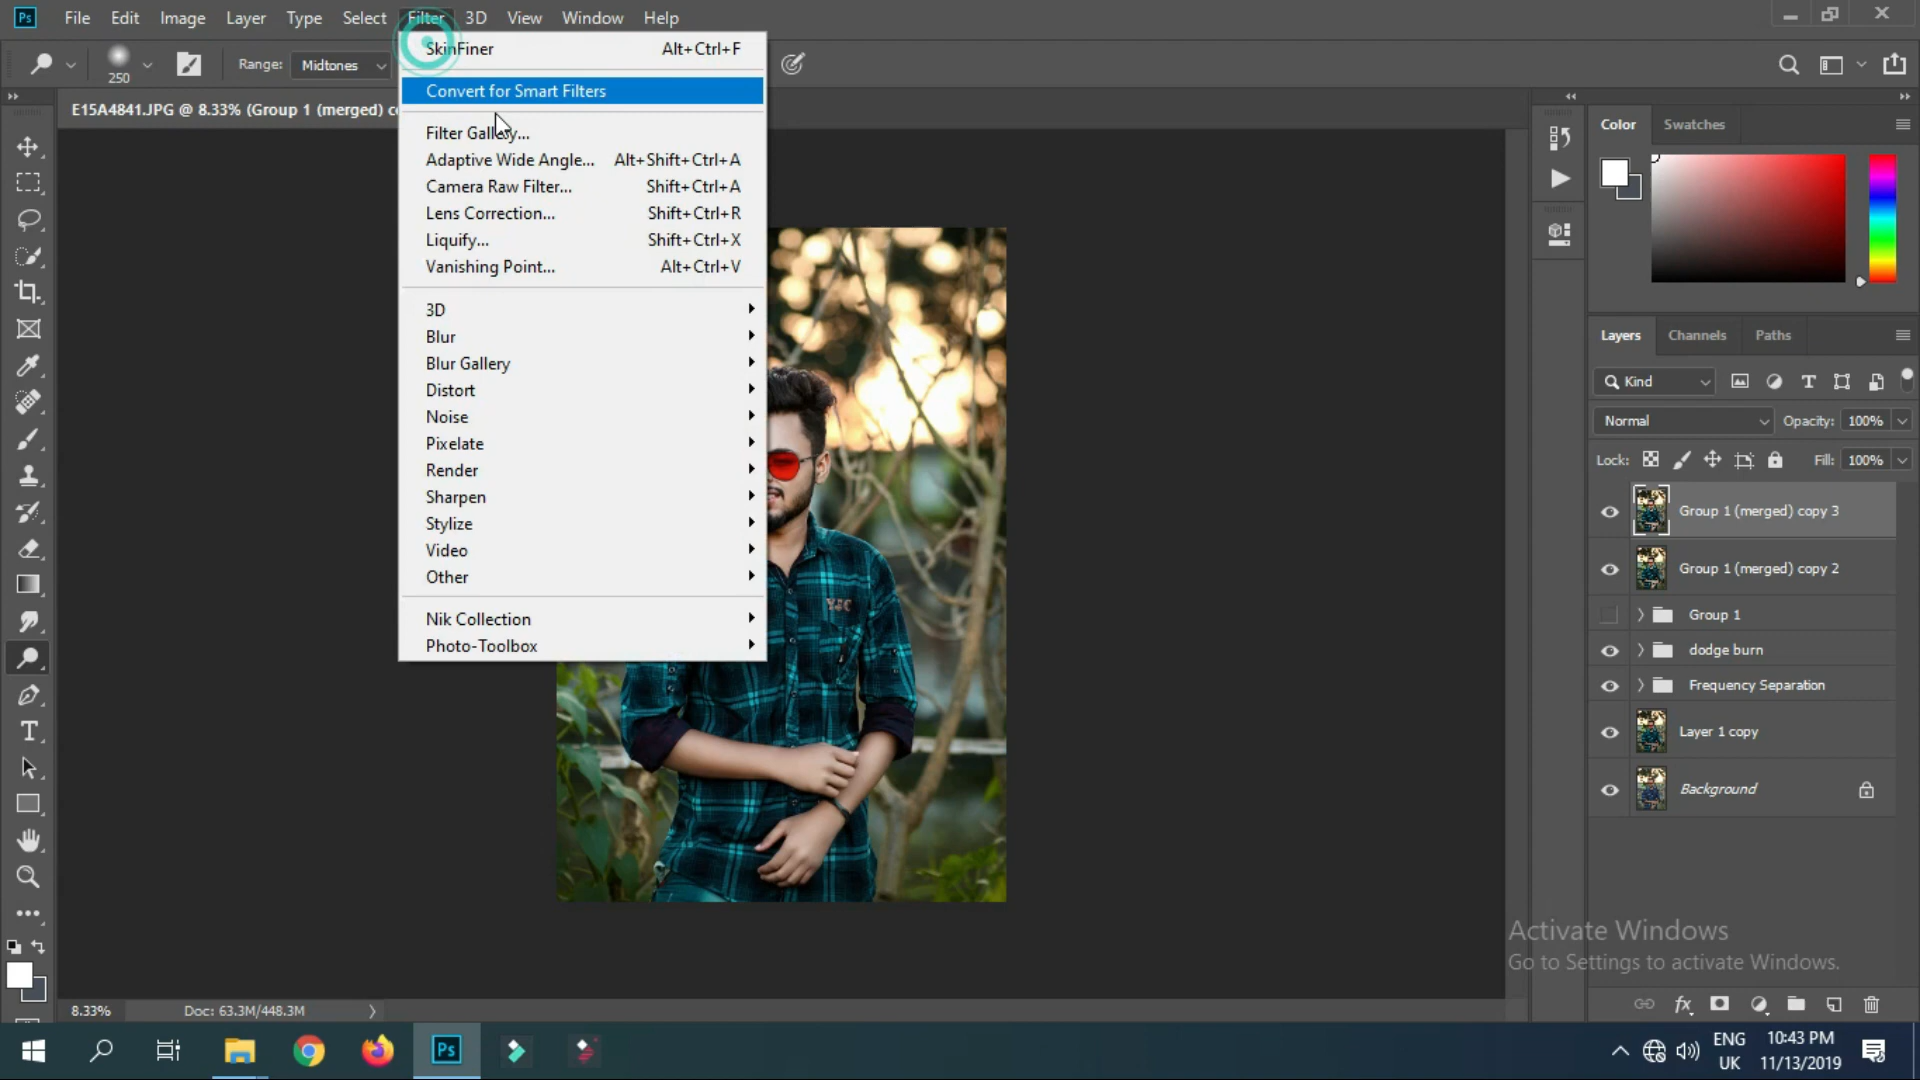 Ps File Edit Image Layer Type Select Filter 3D View Window Help
250 Range: Midtones
E15A4841.JPG @ 8.33% (Group 1 (merged) c
SkinFiner Alt+Ctrl+F
Convert for Smart Filters
Filter Gallery...
Adaptive Wide Angle... Alt+Shift+Ctrl+A
Camera Raw Filter... Shift+Ctrl+A
Lens Correction... Shift+Ctrl+R
Liquify... Shift+Ctrl+X
Vanishing Point... Alt+Ctrl+V
3D
Blur
Blur Gallery
Distort
Noise
Pixelate
Render
Sharpen
Stylize
Video
Other
Nik Collection
Photo-Toolbox
YJC
Color Swatches
Layers Channels Paths
Kind
Normal Opacity: 100%
Lock: Fill: 100%
Group 1 (merged) copy 3
Group 1 (merged) copy 2
Group 1
dodge burn
Frequency Separation
Layer 1 copy
Background
Activate Windows
Go to Settings to activate Windows.
8.33% Doc: 63.3M/448.3M
Ps
ENG
UK
10:43 PM
11/13/2019